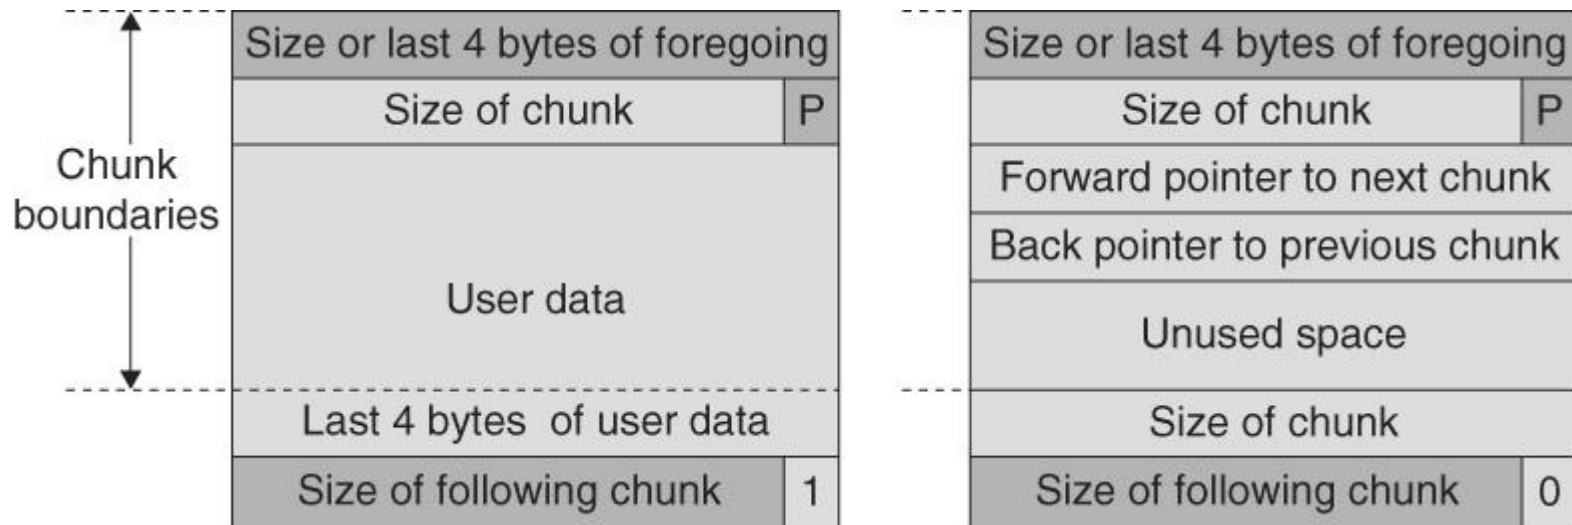 Size or last 4 bytes of foregoing
Size of chunk P
Chunk
boundaries
User data
Last 4 bytes of user data
Size of following chunk 1
Size or last 4 bytes of foregoing
Size of chunk P
Forward pointer to next chunk
Back pointer to previous chunk
Unused space
Size of chunk
Size of following chunk 0